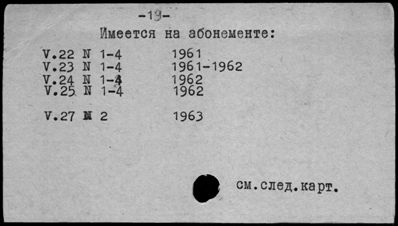 -19-
Имеется на абонементе:
V.22 N 1-4 1961
V.23 N 1-4 1961-1962
V.24 N 1-4 1962
V.25 N 1-4 1962
V.27 N 2 1963
см.след.карт.